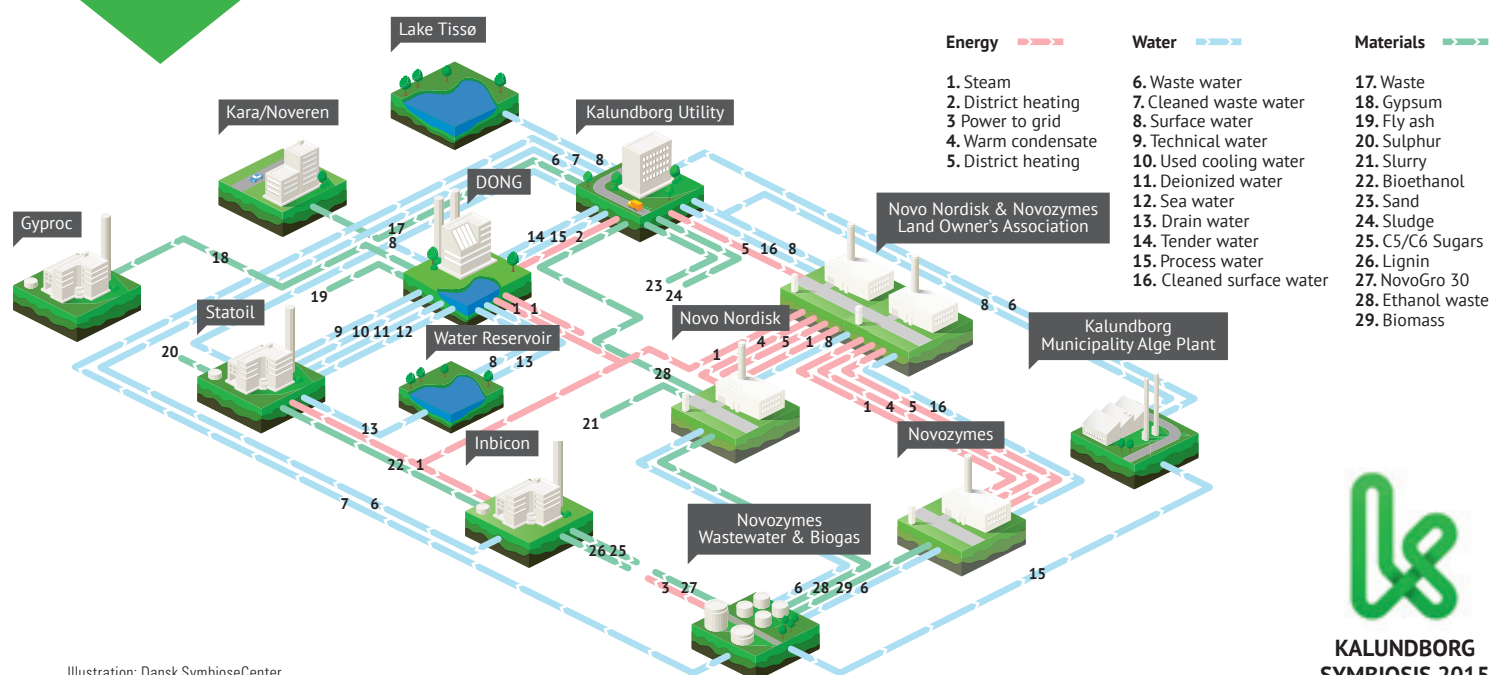 Lake Tissø
Kara/Noveren
Kalundborg Utility
DONG
Gyproc
Novo Nordisk & Novozymes
Land Owner's Association
Statoil
Water Reservoir
Novo Nordisk
Kalundborg
Municipality Alge Plant
Inbicon
Novozymes
Novozymes
Wastewater & Biogas
6 7 8
17
8
14 15 2
5 16 8
18
19
23
24
8 6
1 1
9 10 11 12
8 13
1 4 5 1 8
20
28
21
1 4 5 16
13
22 1
7 6
26 25
3 27
6 28 29 6
15
Energy
1. Steam
2. District heating
3 Power to grid
4. Warm condensate
5. District heating
Water
6. Waste water
7. Cleaned waste water
8. Surface water
9. Technical water
10. Used cooling water
11. Deionized water
12. Sea water
13. Drain water
14. Tender water
15. Process water
16. Cleaned surface water
Materials
17. Waste
18. Gypsum
19. Fly ash
20. Sulphur
21. Slurry
22. Bioethanol
23. Sand
24. Sludge
25. C5/C6 Sugars
26. Lignin
27. NovoGro 30
28. Ethanol waste
29. Biomass
KALUNDBORG
SYMBIOSIS 2015
Illustration: Dansk SymbioseCenter